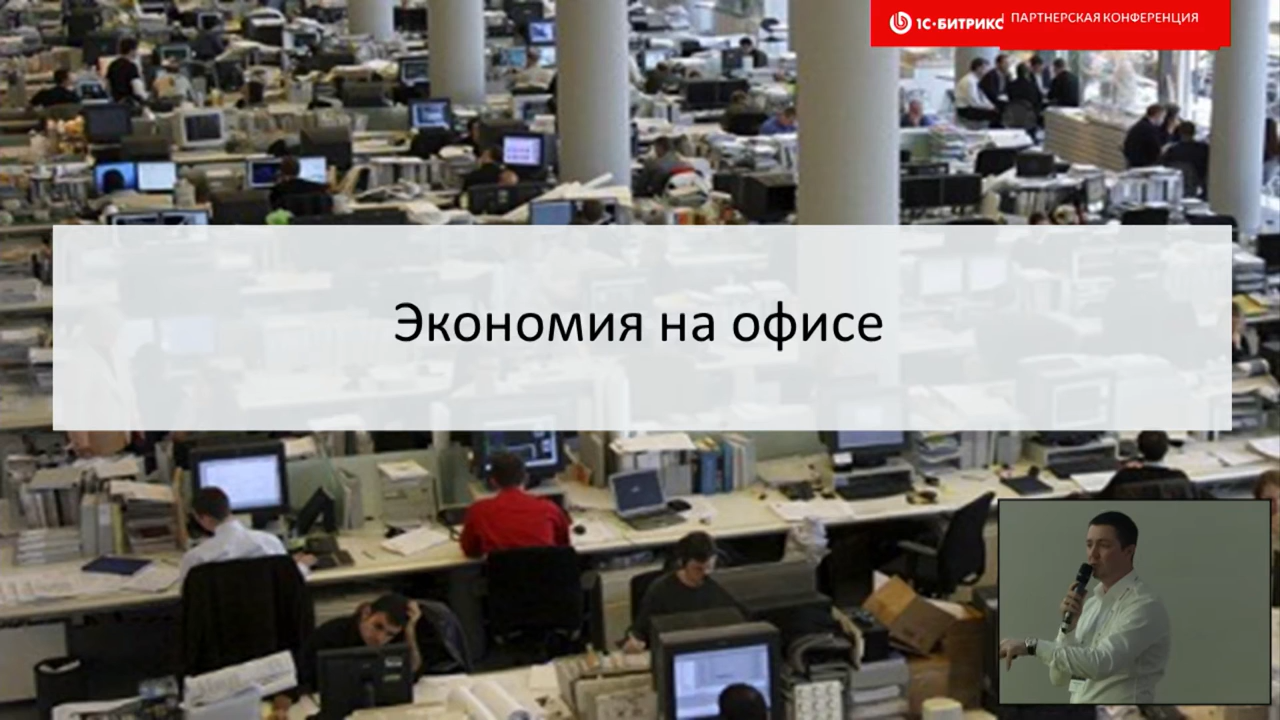 1С·БИТРИКС ПАРТНЕРСКАЯ КОНФЕРЕНЦИЯ
Экономия на офисе